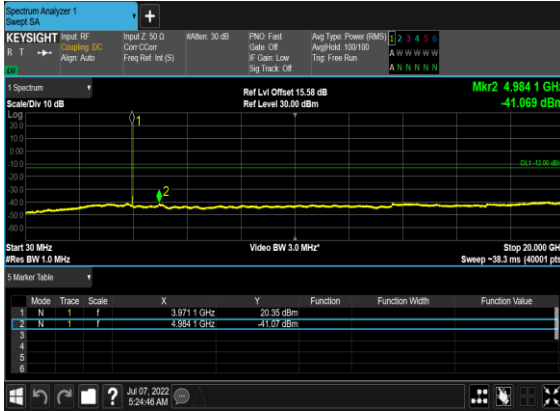 Spectrum Analyzer 1
Swept SA
+
KEYSIGHT
R T
Input: RF
Coupling: DC
Align: Auto
Input Z: 50 Ω
Corr CCorr
Freq Ref: Int (S)
#Atten: 30 dB
PNO: Fast
Gate: Off
IF Gain: Low
Sig Track: Off
Avg Type: Power (RMS)
Avg|Hold: 100/100
Trig: Free Run
1 2 3 4 5 6
A W W W W W
A N N N N N
1 Spectrum
Scale/Div 10 dB
Ref Lvl Offset 15.58 dB
Ref Level 30.00 dBm
Mkr2 4.984 1 GHz
-41.069 dBm
Log
20.0
10.0
0.00
-10.0
-20.0
-30.0
-40.0
-50.0
-60.0
1
2
DL1 -13.00 dBm
Start 30 MHz
#Res BW 1.0 MHz
Video BW 3.0 MHz*
Stop 20.000 GH
Sweep ~38.3 ms (40001 pts
5 Marker Table
Mode Trace Scale X Y Function Function Width Function Value
1 N 1 f 3.971 1 GHz 20.35 dBm
2 N 1 f 4.984 1 GHz -41.07 dBm
3
4
5
6
?
Jul 07, 2022
5:24:46 AM